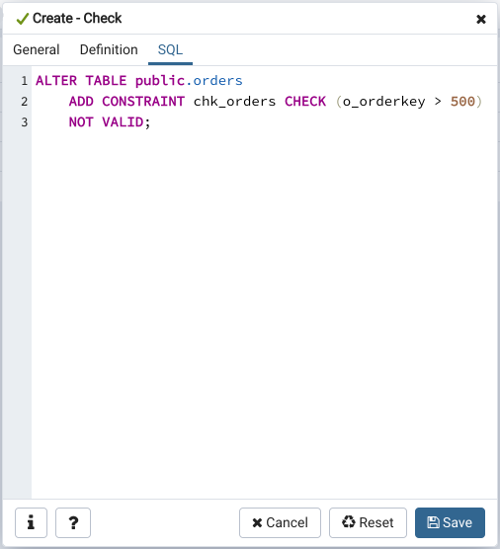 Create - Check
General Definition SQL
1 ALTER TABLE public.orders
2 ADD CONSTRAINT chk_orders CHECK (o_orderkey > 500)
3 NOT VALID;
i ? Cancel Reset Save